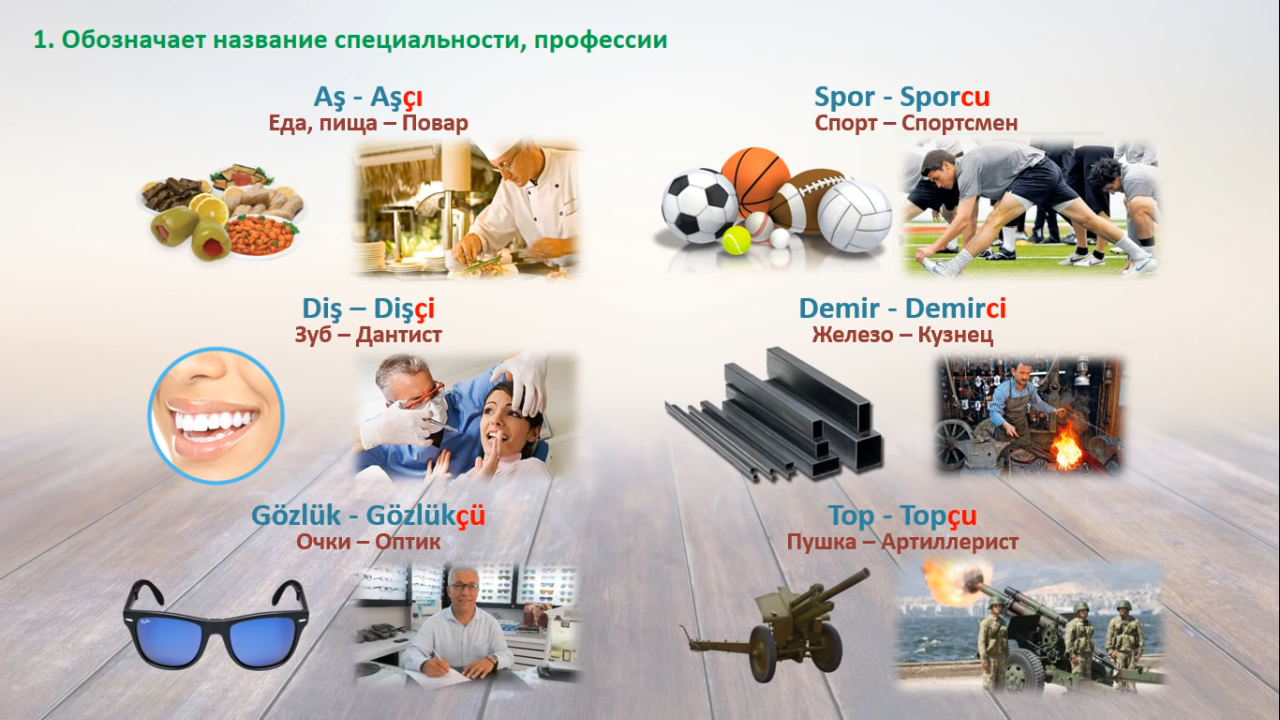 1. Обозначает название специальности, профессии
Aş - Aşçı
Еда, пища – Повар
Spor - Sporcu
Спорт – Спортсмен
Diş – Dişçi
Зуб – Дантист
Demir - Demirci
Железо – Кузнец
Gözlük - Gözlükçü
Очки – Оптик
Top - Topçu
Пушка – Артиллерист